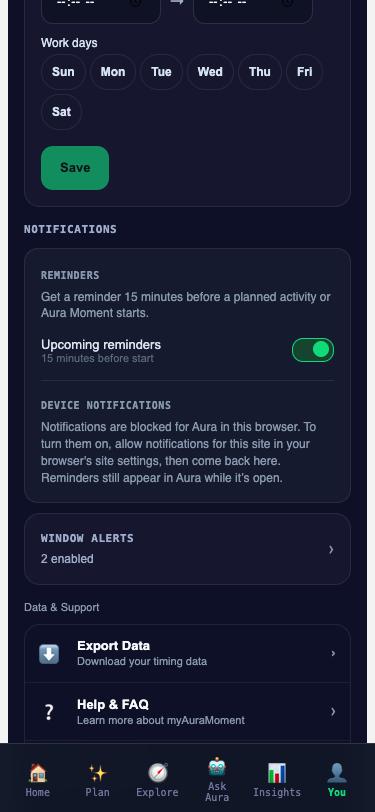 --:-- → --:--
Work days
Sun Mon Tue Wed Thu Fri
Sat
Save
NOTIFICATIONS
REMINDERS
Get a reminder 15 minutes before a planned activity or
Aura Moment starts.
Upcoming reminders
15 minutes before start
DEVICE NOTIFICATIONS
Notifications are blocked for Aura in this browser. To
turn them on, allow notifications for this site in your
browser's site settings, then come back here.
Reminders still appear in Aura while it's open.
WINDOW ALERTS
2 enabled
Data & Support
Export Data
Download your timing data
Help & FAQ
Learn more about myAuraMoment
Home Plan Explore Ask Aura Insights You